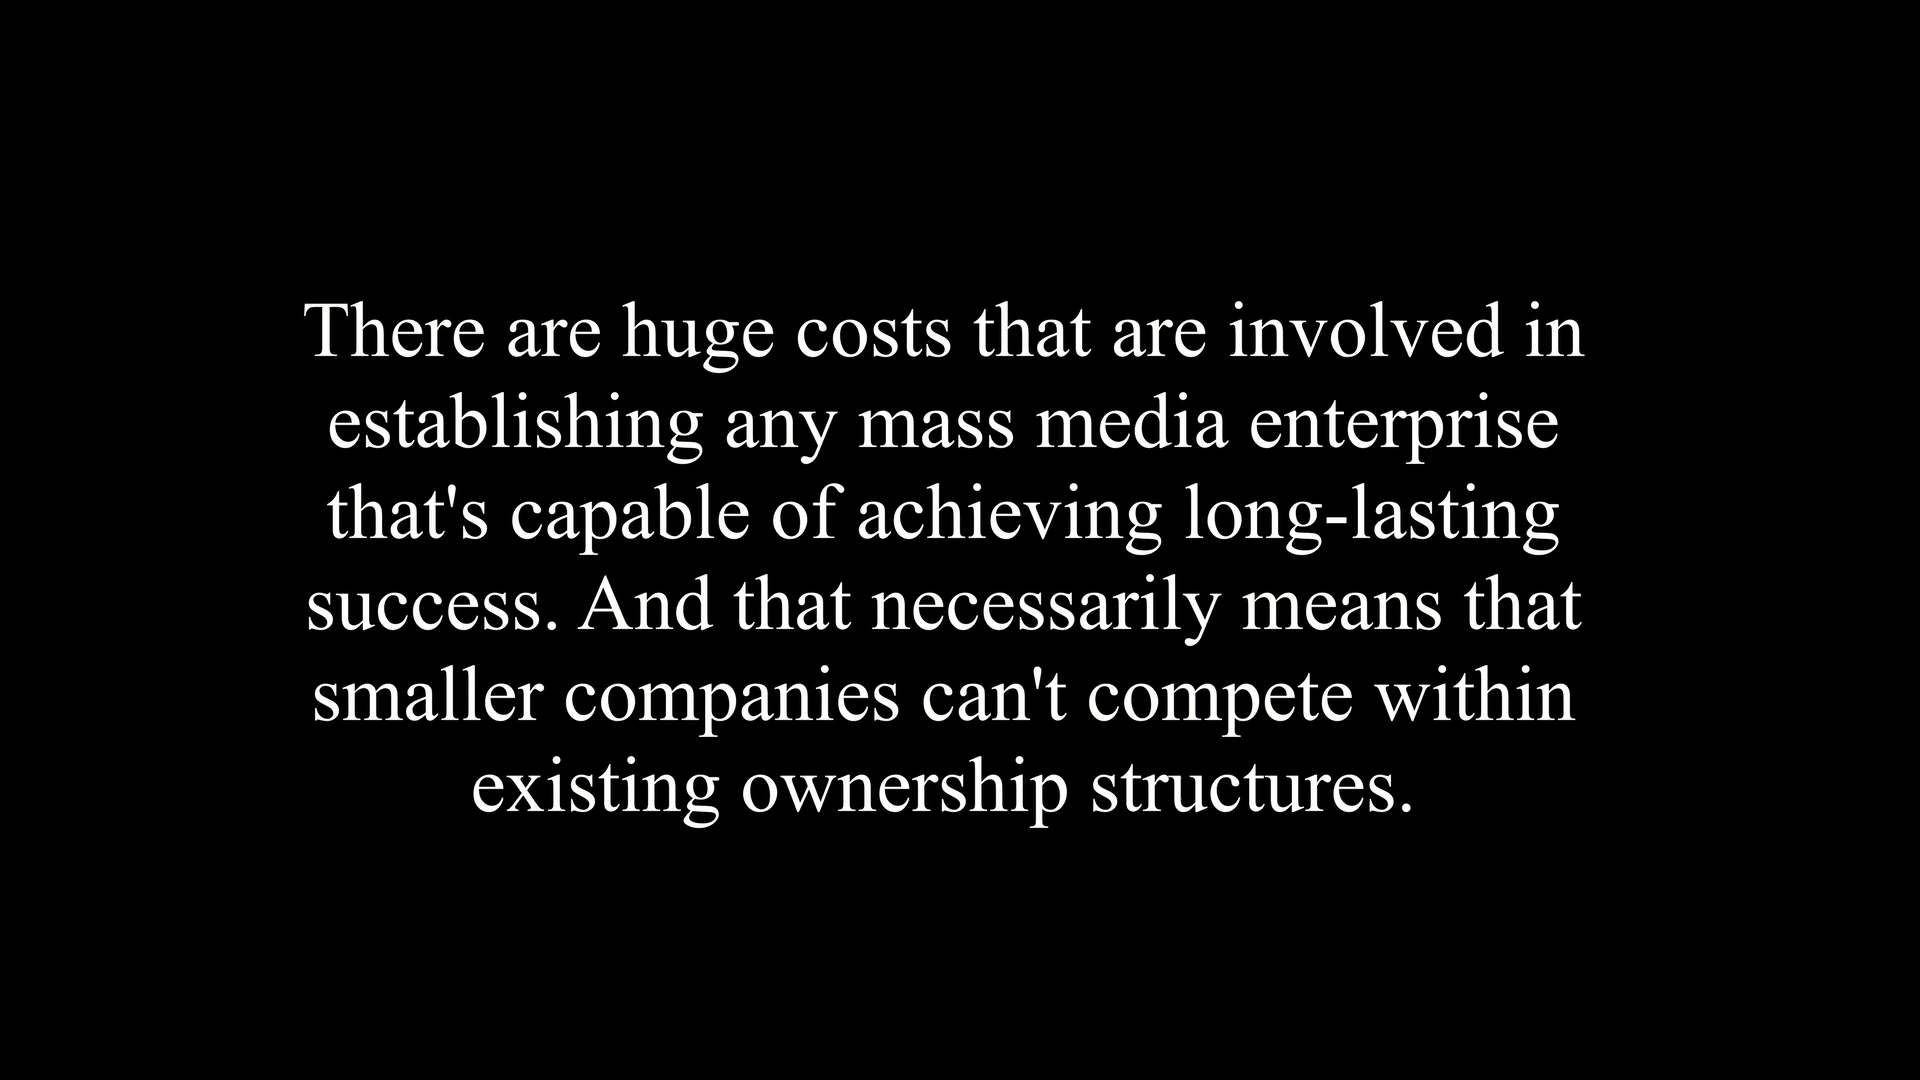 There are huge costs that are involved in
establishing any mass media enterprise
that's capable of achieving long-lasting
success. And that necessarily means that
smaller companies can't compete within
existing ownership structures.